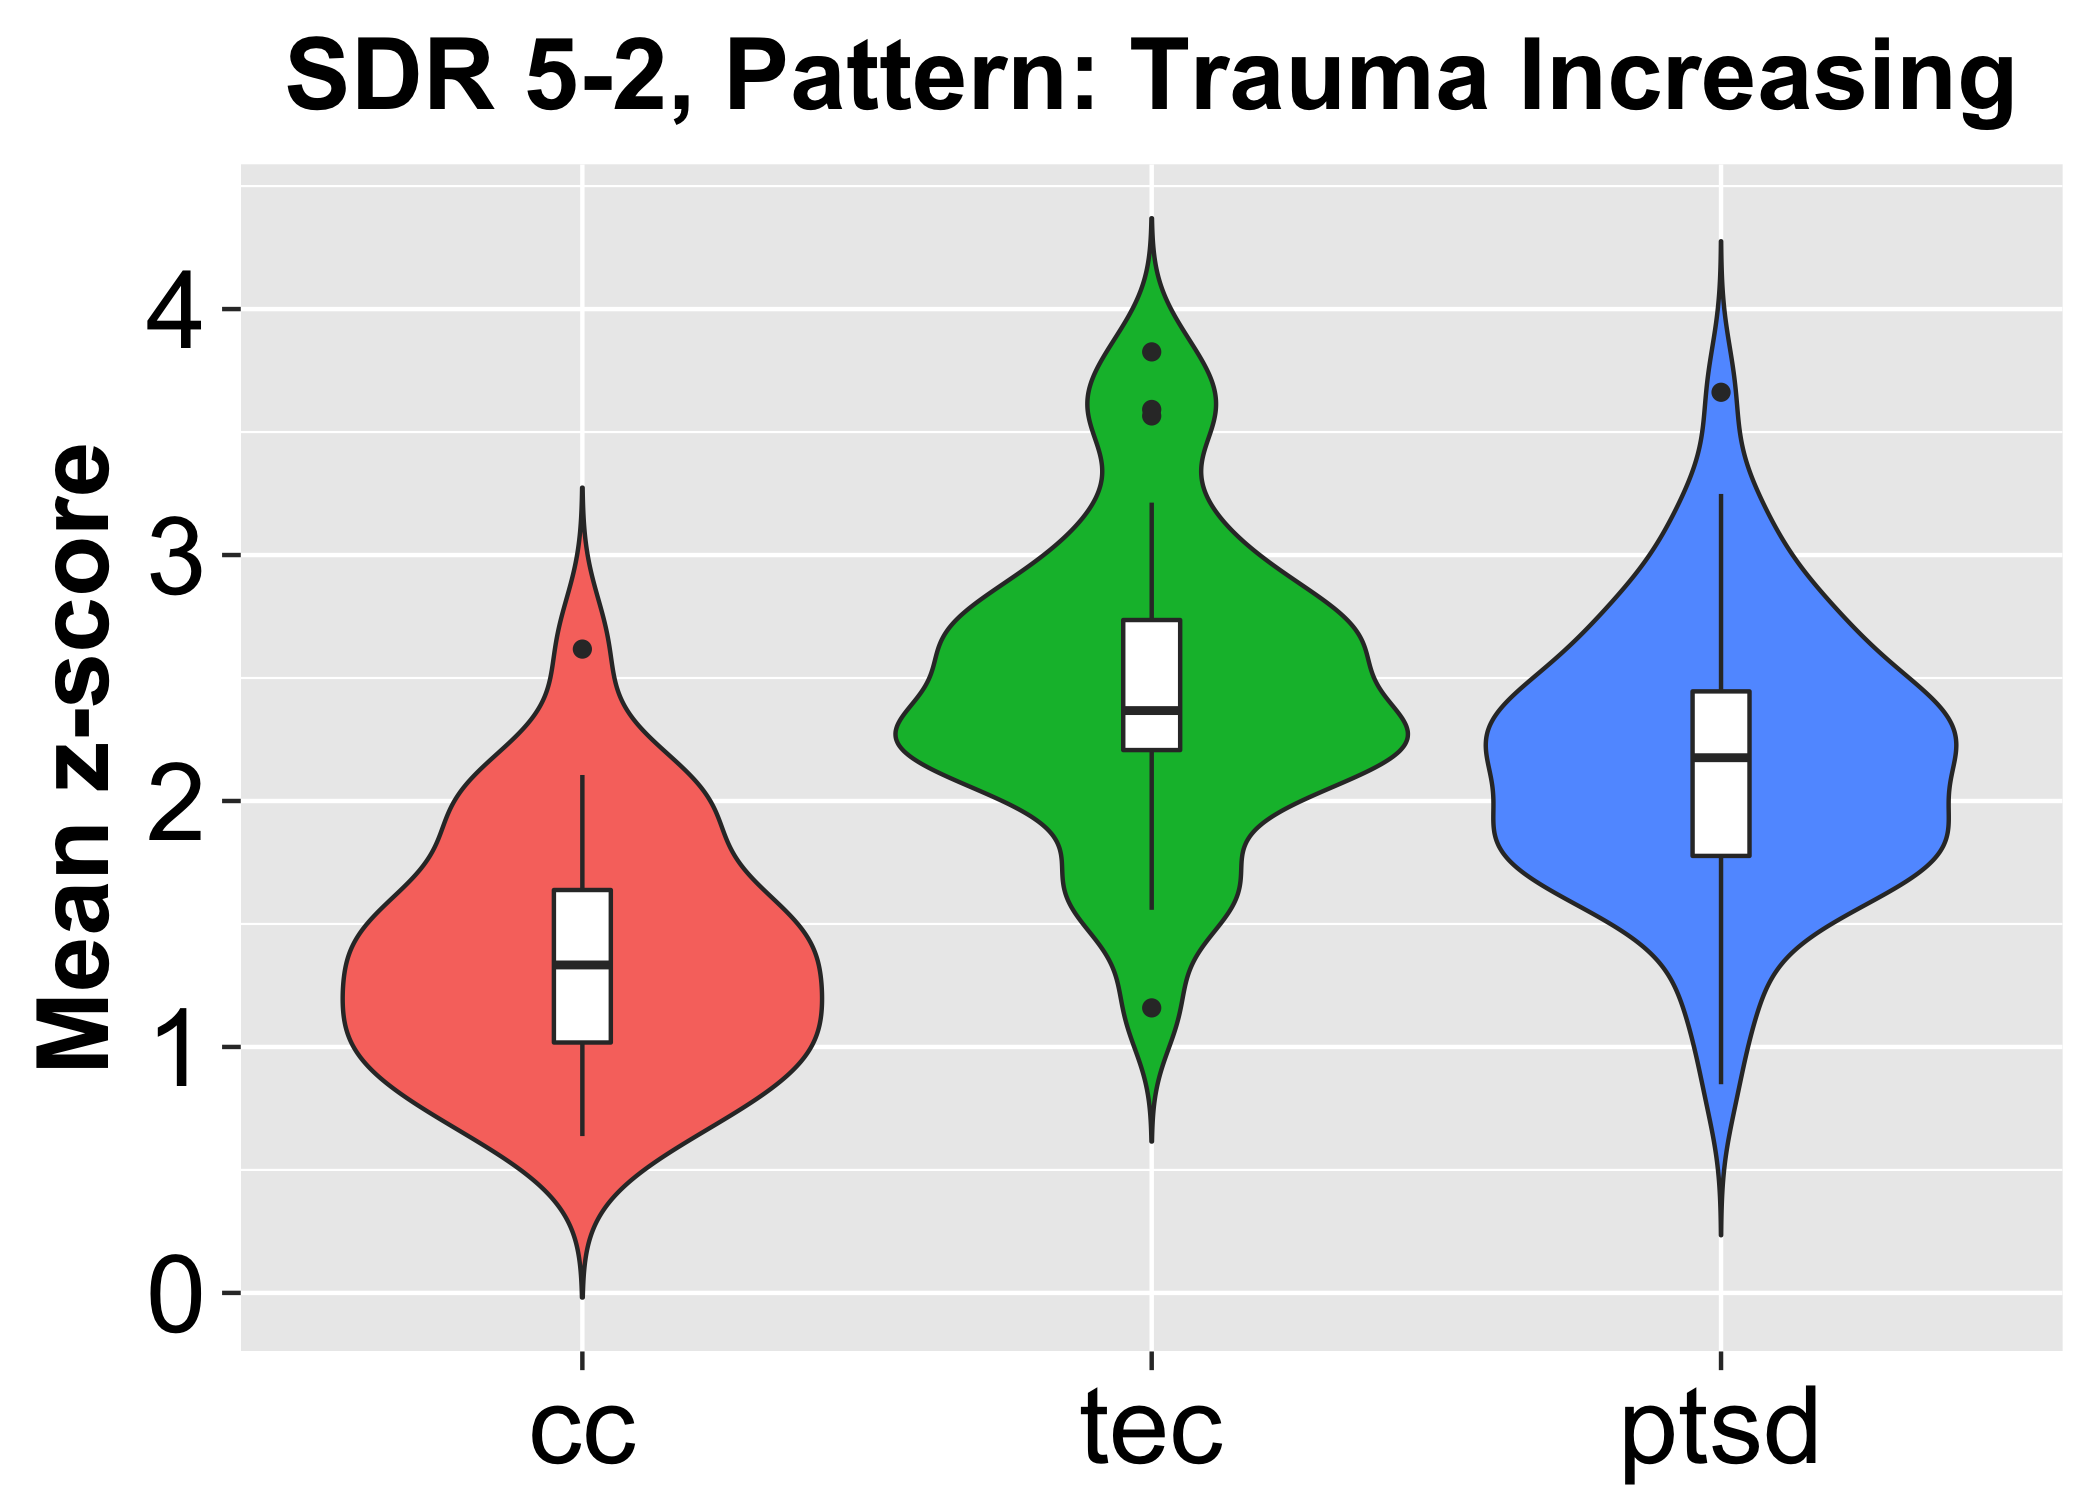 SDR 5-2, Pattern: Trauma Increasing
Mean z-score
4
3
2
1
0
cc
tec
ptsd